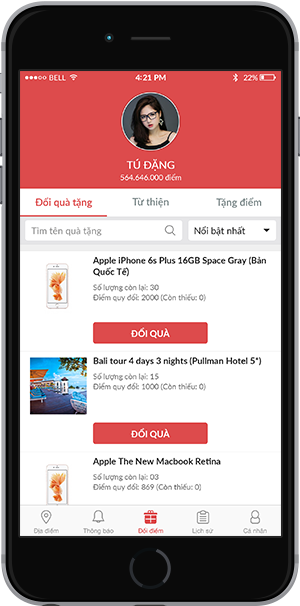 BELL 4:21 PM 22%
TÚ ĐẶNG
564.646.000 điểm
Đổi quà tặng Từ thiện Tặng điểm
Tìm tên quà tặng Nổi bật nhất
Apple iPhone 6s Plus 16GB Space Gray (Bản
Quốc Tế)
Số lượng còn lại: 30
Điểm quy đổi: 2000 (Còn thiếu: 0)
ĐỔI QUÀ
Bali tour 4 days 3 nights (Pullman Hotel 5*)
Số lượng còn lại: 15
Điểm quy đổi: 1000 (Còn thiếu: 0)
ĐỔI QUÀ
Apple The New Macbook Retina
Số lượng còn lại: 03
Điểm quy đổi: 869 (Còn thiếu: 0)
Địa điểm Thông báo Đổi điểm Lịch sử Cá nhân